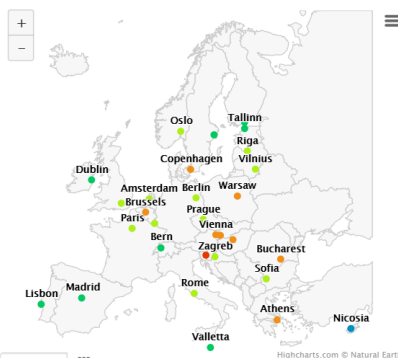 +
−
Oslo
Tallinn
Riga
Copenhagen
Vilnius
Dublin
Amsterdam
Berlin
Warsaw
Brussels
Prague
Paris
Vienna
Bern
Zagreb
Bucharest
Sofia
Lisbon
Madrid
Rome
Athens
Nicosia
Valletta
Highcharts.com © Natural Eart